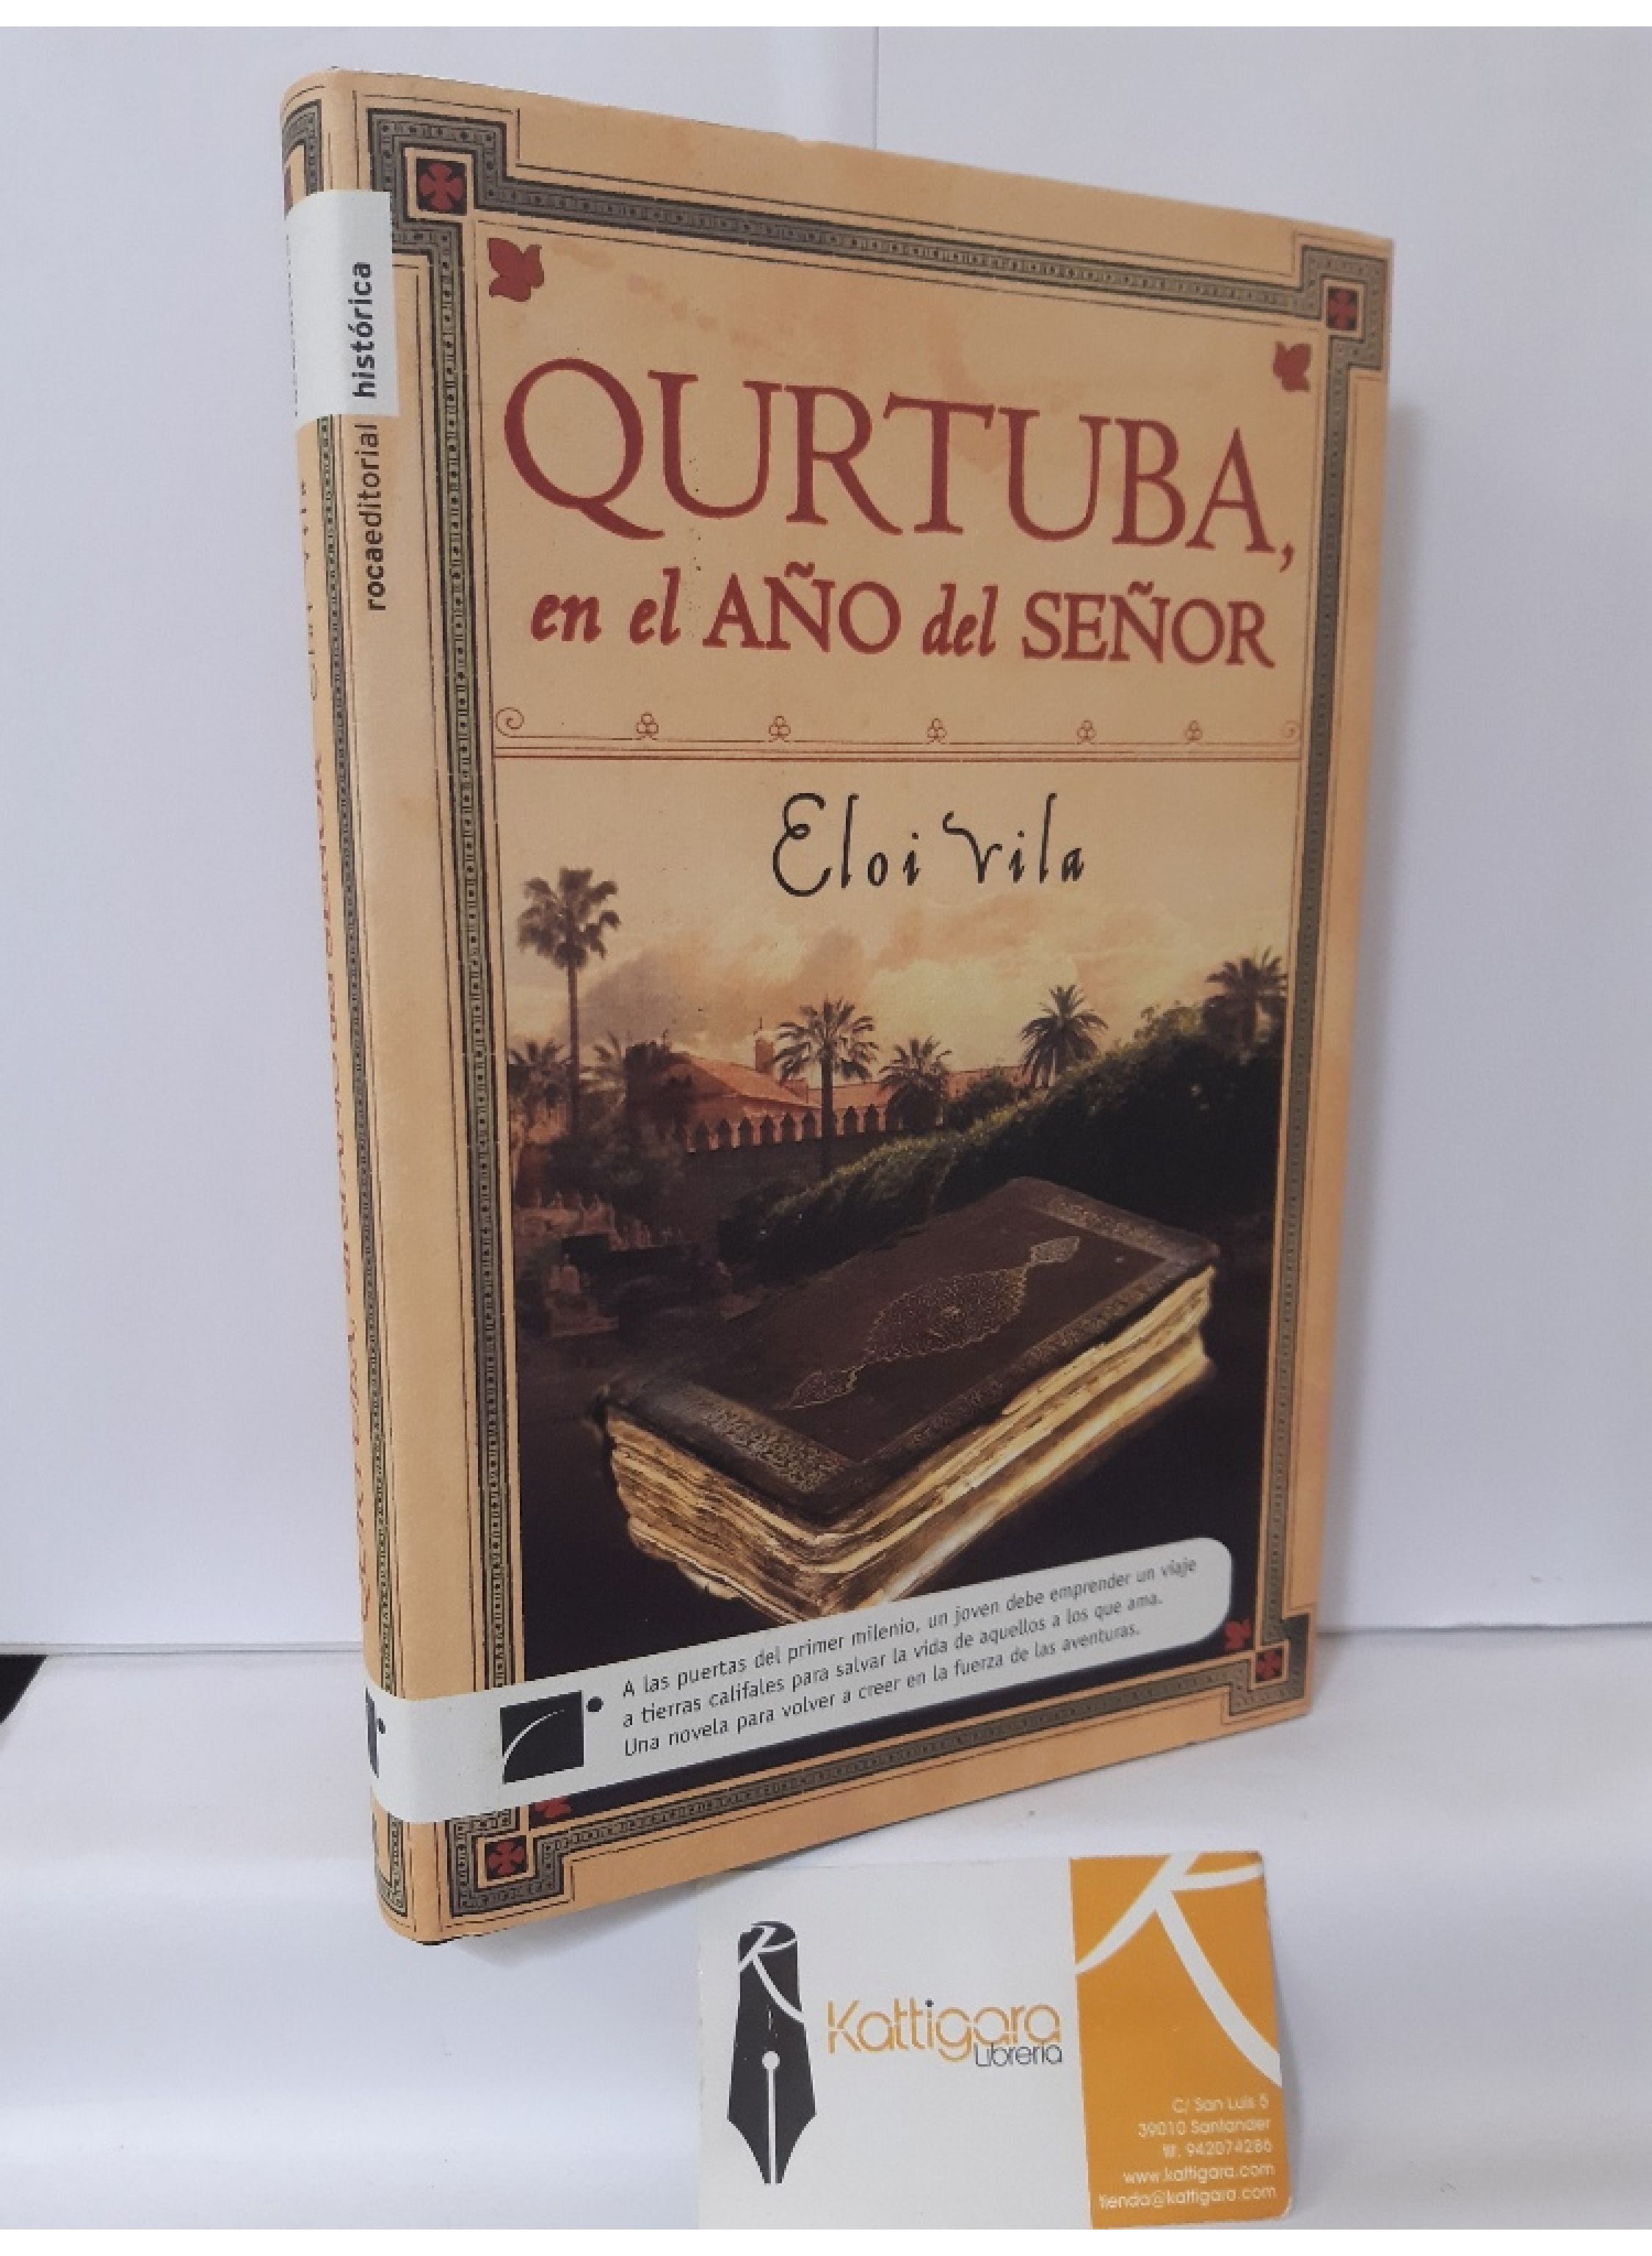 rocaeditorial histórica
QURTUBA,
en el AÑO del SEÑOR
Eloi Vila
A las puertas del primer milenio, un joven debe emprender un viaje
a tierras califales para salvar la vida de aquellos a los que ama.
Una novela para volver a creer en la fuerza de las aventuras.
Kattigara
Librería
C/ San Luis 5
39010 Santander
tlf. 942074286
www.kattigara.com
tienda@kattigara.com